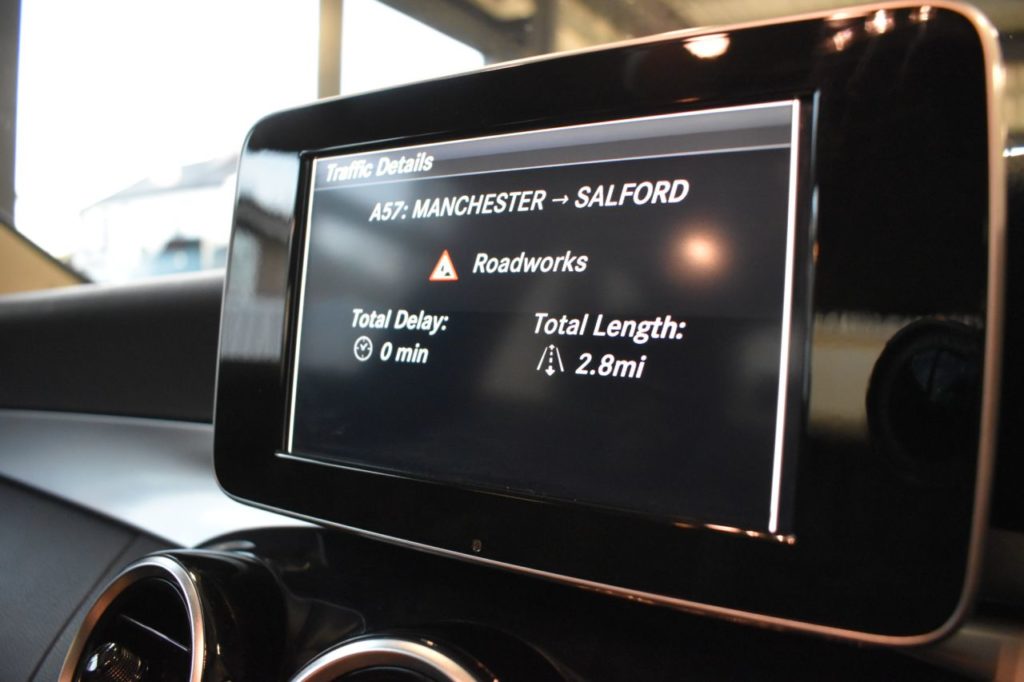 Traffic Details
A57: MANCHESTER → SALFORD
Roadworks
Total Delay:
0 min
Total Length:
2.8mi